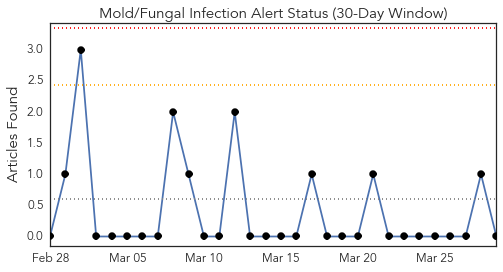 Mold/Fungal Infection Alert Status (30-Day Window)
Articles Found
3.0
2.5
2.0
1.5
1.0
0.5
0.0
Feb 28 Mar 05 Mar 10 Mar 15 Mar 20 Mar 25